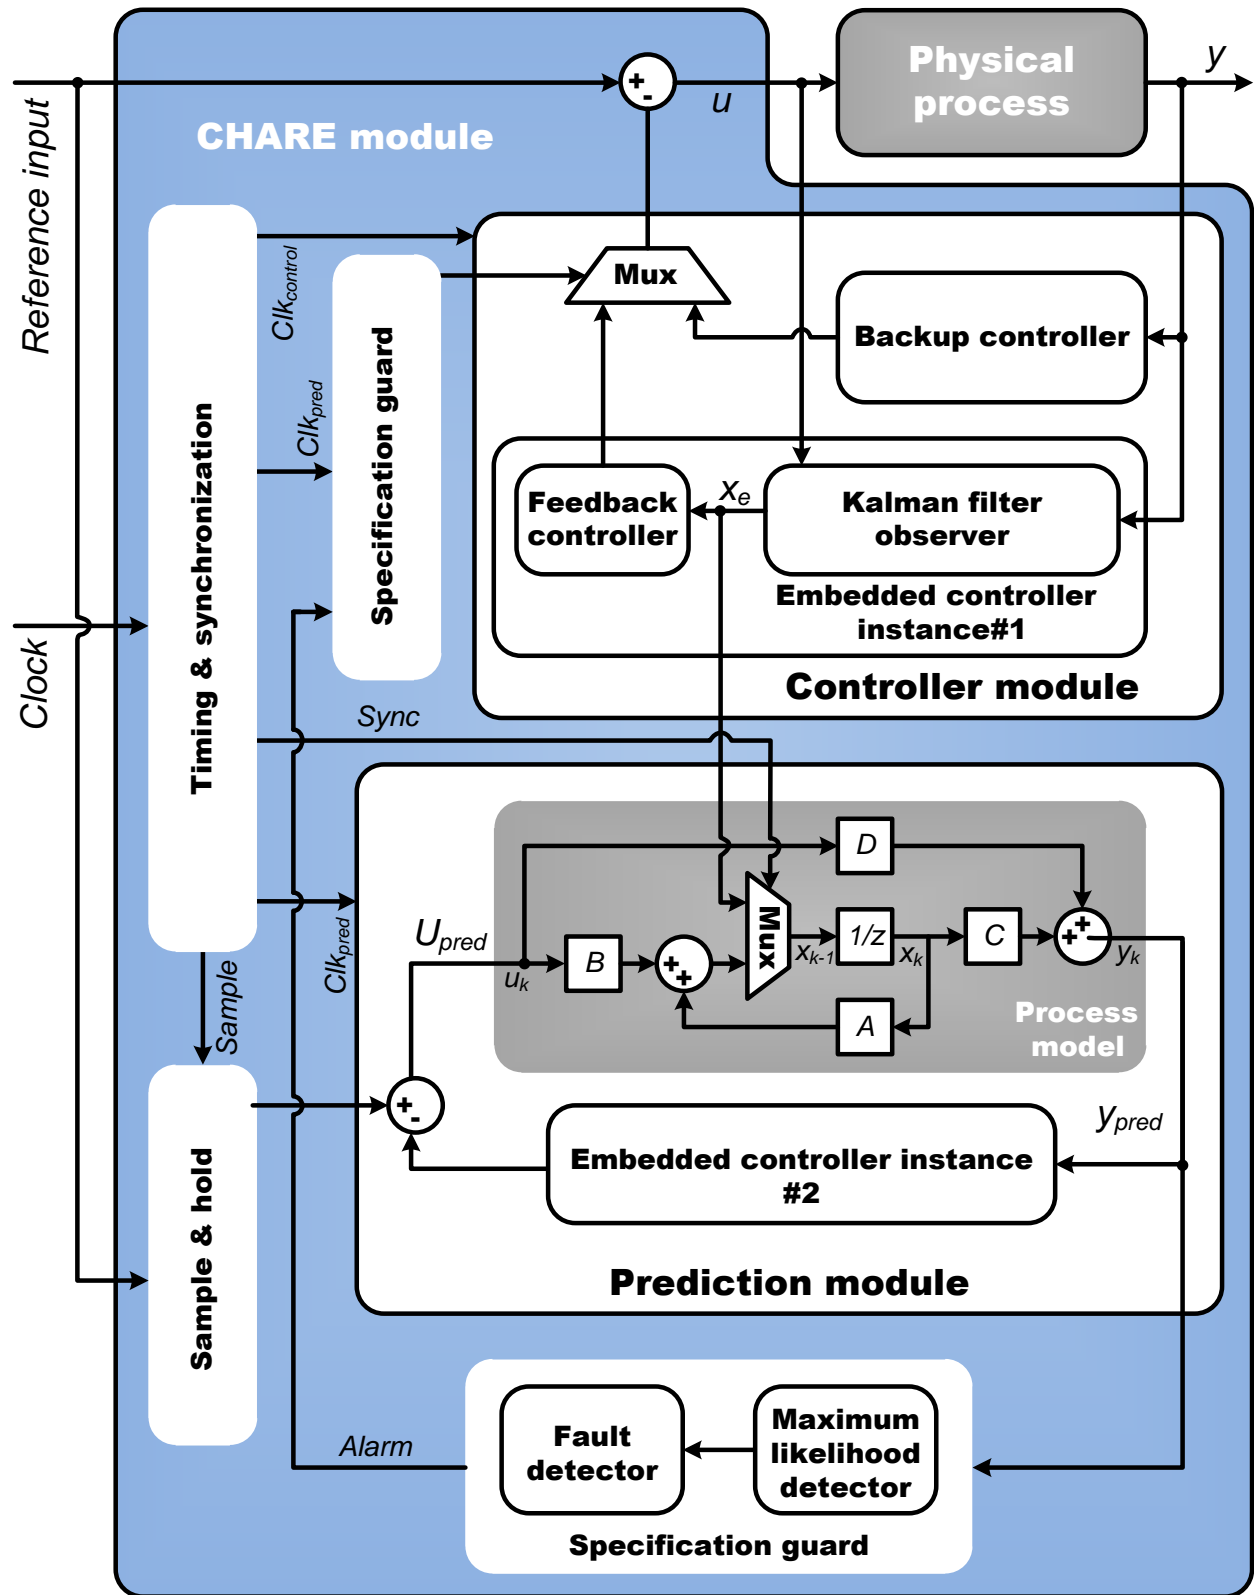 Physical
process
y
u
+
-
CHARE module
Reference input
Clk_control
Mux
Backup controller
Specification guard
Clk_pred
Timing & synchronization
Feedback
controller
x_e
Kalman filter
observer
Embedded controller
instance#1
Controller module
Clock
Sync
D
Mux
U_pred
u_k
B
+
+
x_k-1
1/z
x_k
C
+
+
y_k
A
Process
model
Clk_pred
Sample
Sample & hold
+
-
y_pred
Embedded controller instance
#2
Prediction module
Alarm
Fault
detector
Maximum
likelihood
detector
Specification guard